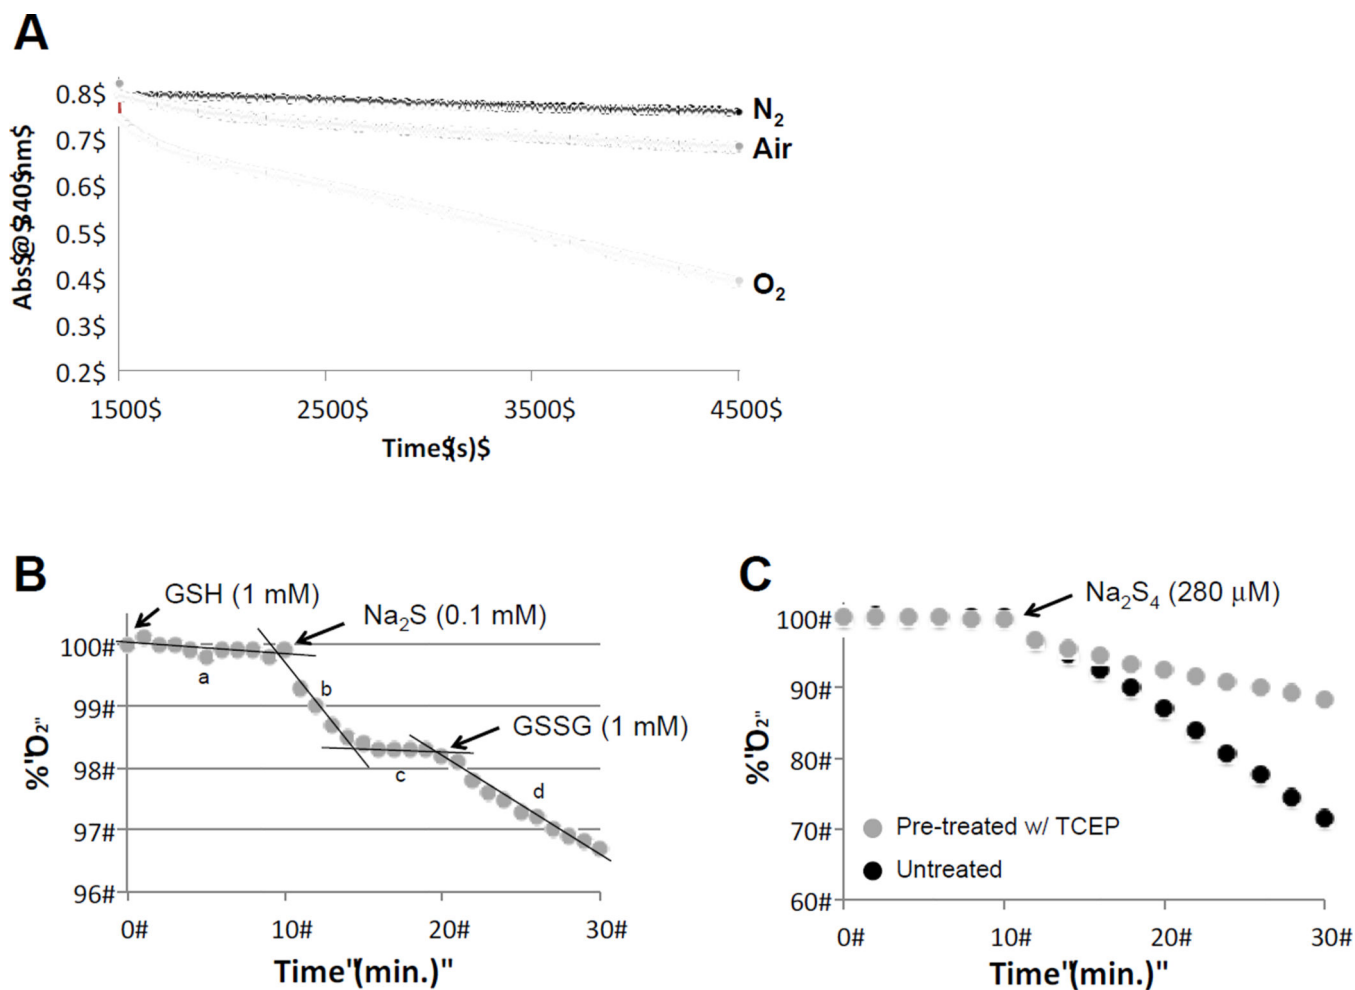 A
0.8$
0.7$
0.6$
0.5$
0.4$
0.3$
0.2$
Abs$@$340$nm$
N2
Air
O2
1500$ 2500$ 3500$ 4500$
Time$(s)$
B
GSH (1 mM)
Na2S (0.1 mM)
GSSG (1 mM)
100#
99#
98#
97#
96#
%"O2"
a
b
c
d
0# 10# 20# 30#
Time"(min.)"
C
Na2S4 (280 µM)
100#
90#
80#
70#
60#
%"O2"
Pre-treated w/ TCEP
Untreated
0# 10# 20# 30#
Time"(min.)"